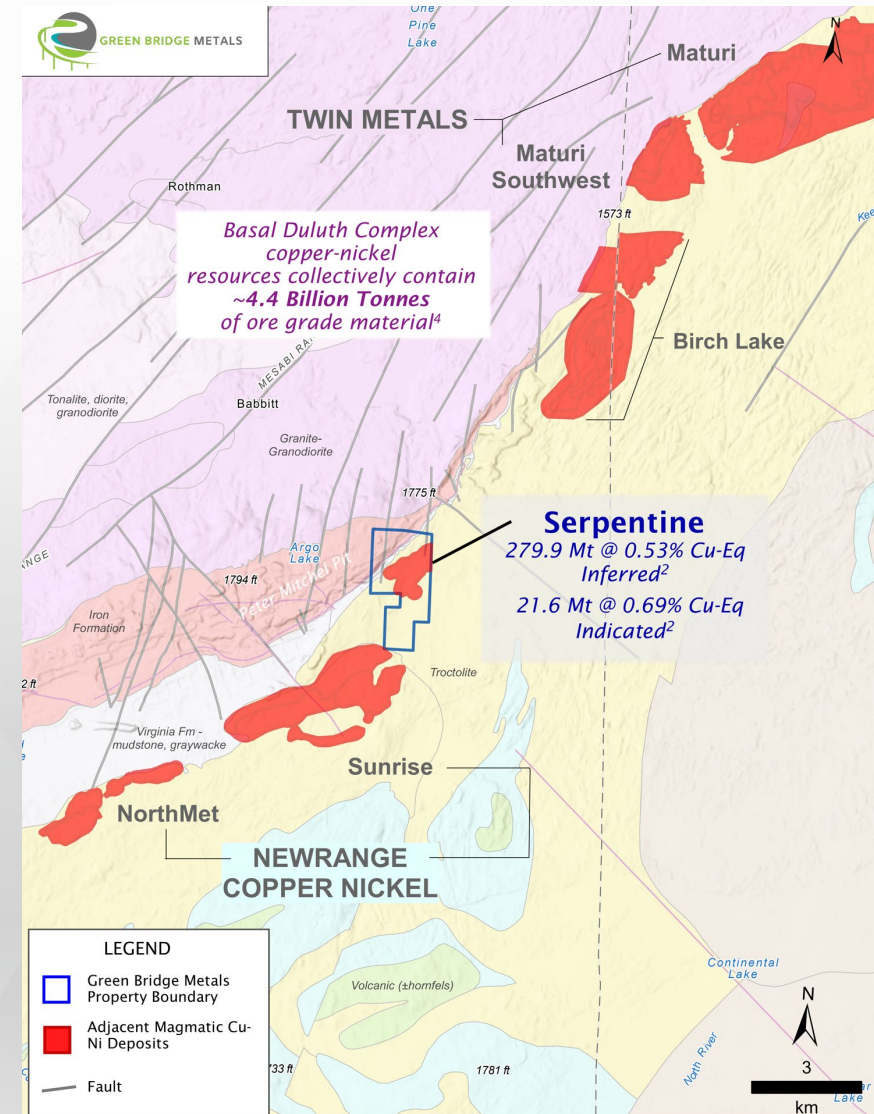 GREEN BRIDGE METALS
One
Pine
Lake
N
Maturi
TWIN METALS
Maturi
Southwest
Rothman
1573 ft
Basal Duluth Complex
copper-nickel
resources collectively contain
~4.4 Billion Tonnes
of ore grade material⁴
Birch Lake
MESABI
Tonalite, diorite,
granodiorite
Babbitt
Granite-
Granodiorite
1775 ft
Serpentine
279.9 Mt @ 0.53% Cu-Eq
Inferred²
21.6 Mt @ 0.69% Cu-Eq
Indicated²
Argo
Lake
1794 ft
Peter Mitchel Pit
Iron
Formation
Troctolite
Virginia Fm -
mudstone, graywacke
Sunrise
NorthMet
NEWRANGE
COPPER NICKEL
LEGEND
Green Bridge Metals
Property Boundary
Adjacent Magmatic Cu-
Ni Deposits
Fault
Volcanic (±hornfels)
Continental
Lake
N
North River
1781 ft
3
km
Lake